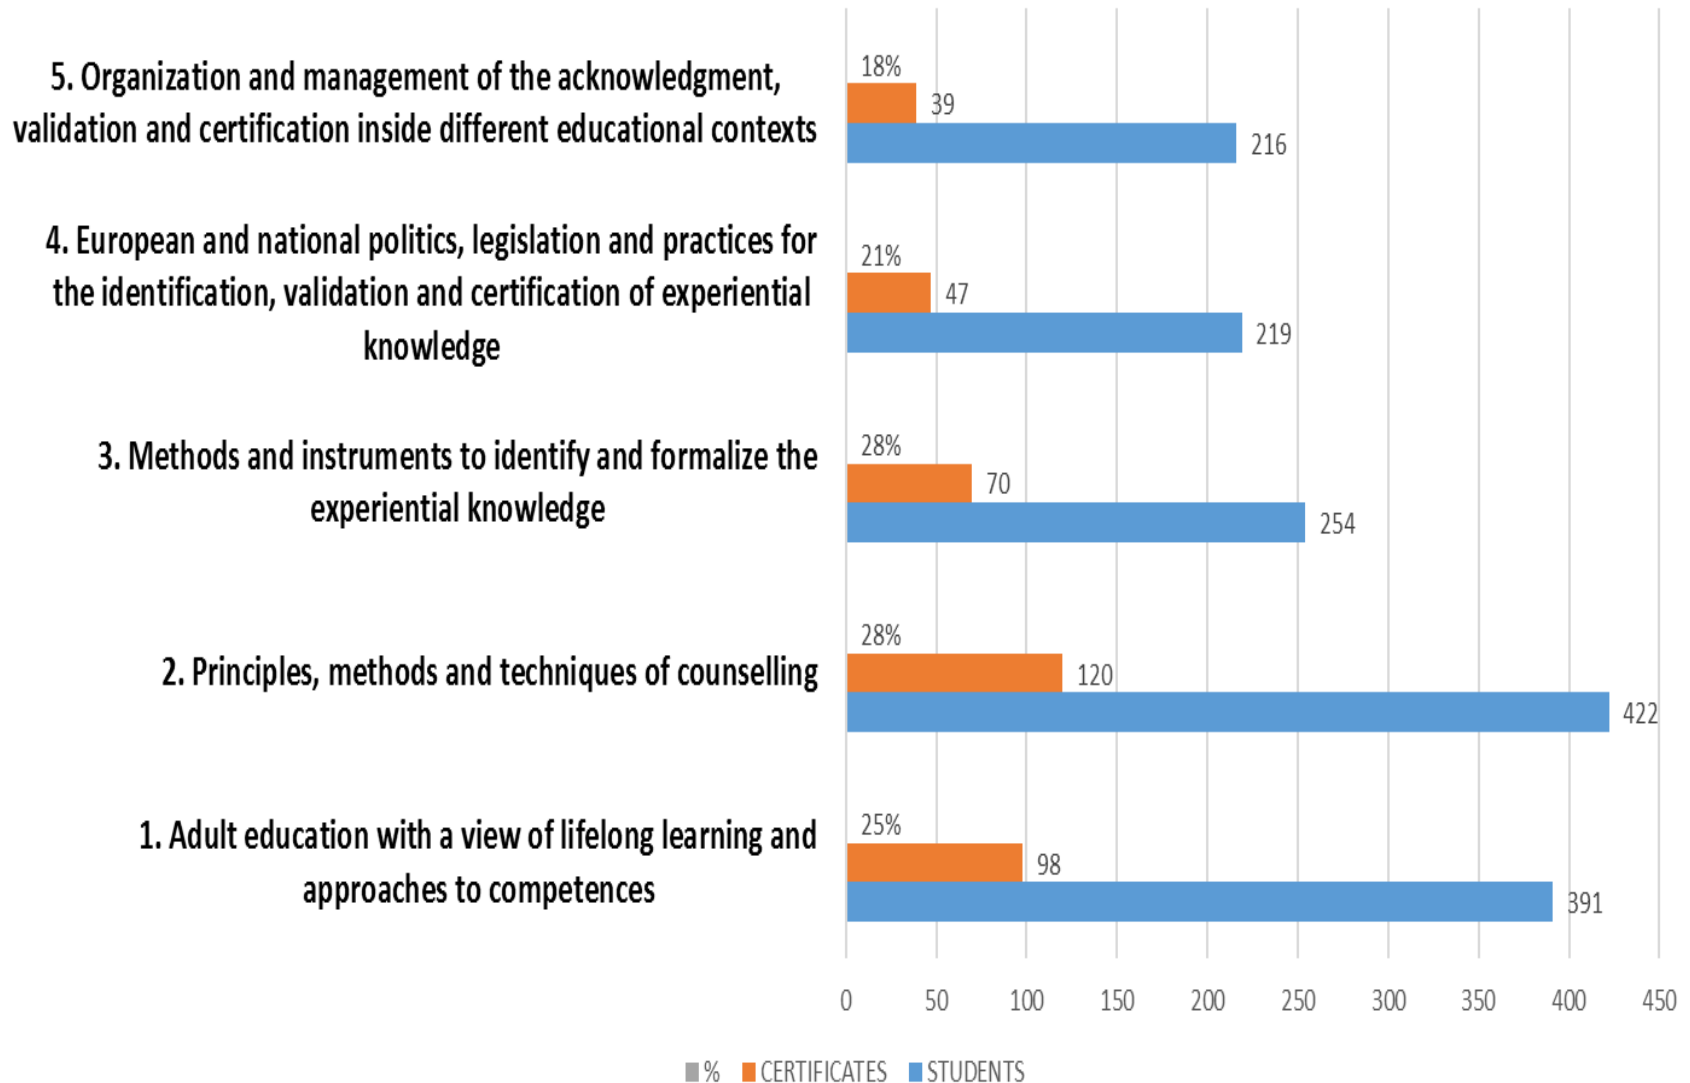 5. Organization and management of the acknowledgment,
validation and certification inside different educational contexts
18%
39
216
4. European and national politics, legislation and practices for
the identification, validation and certification of experiential
knowledge
21%
47
219
3. Methods and instruments to identify and formalize the
experiential knowledge
28%
70
254
2. Principles, methods and techniques of counselling
28%
120
422
1. Adult education with a view of lifelong learning and
approaches to competences
25%
98
391
0 50 100 150 200 250 300 350 400 450
% CERTIFICATES STUDENTS